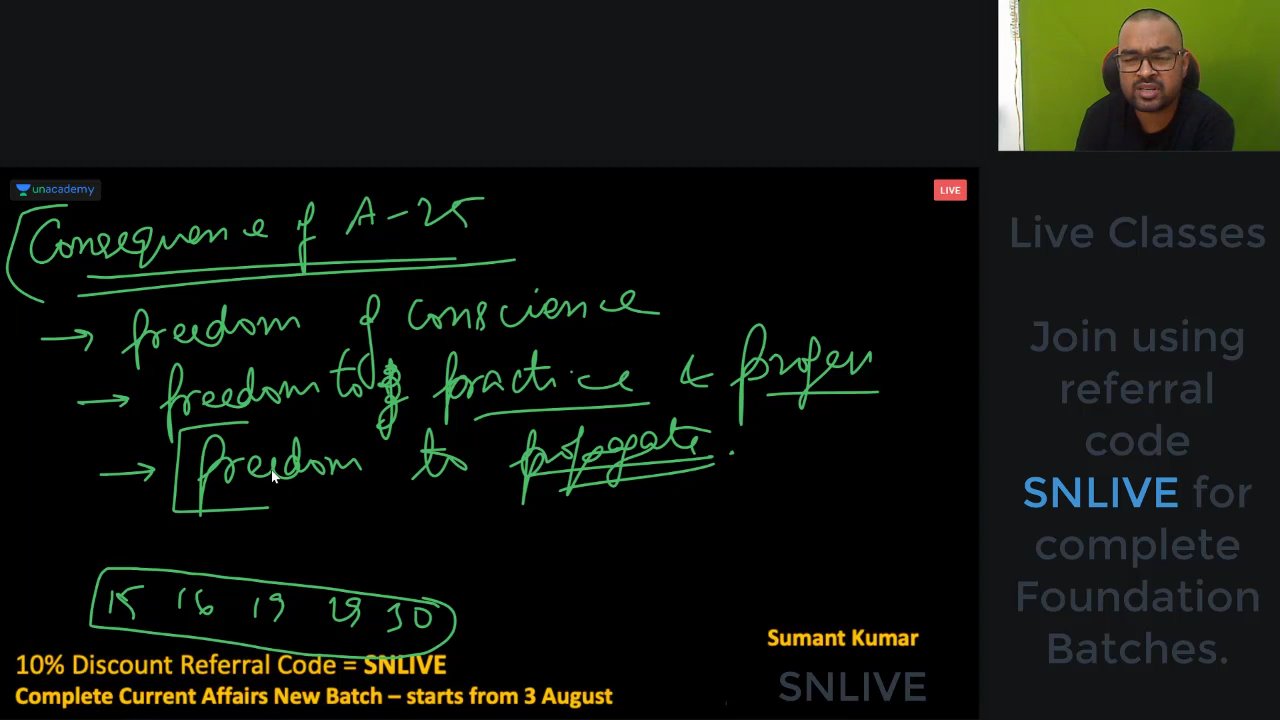 unacademy
LIVE
Consequence of A-25
→ freedom of conscience
→ freedom to practice & profess
→ freedom to propogate.
15 16 19 29 30
10% Discount Referral Code = SNLIVE
Complete Current Affairs New Batch – starts from 3 August
Sumant Kumar
SNLIVE
Live Classes
Join using
referral
code
SNLIVE for
complete
Foundation
Batches.